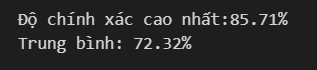 Độ chính xác cao nhất:85.71%
Trung bình: 72.32%